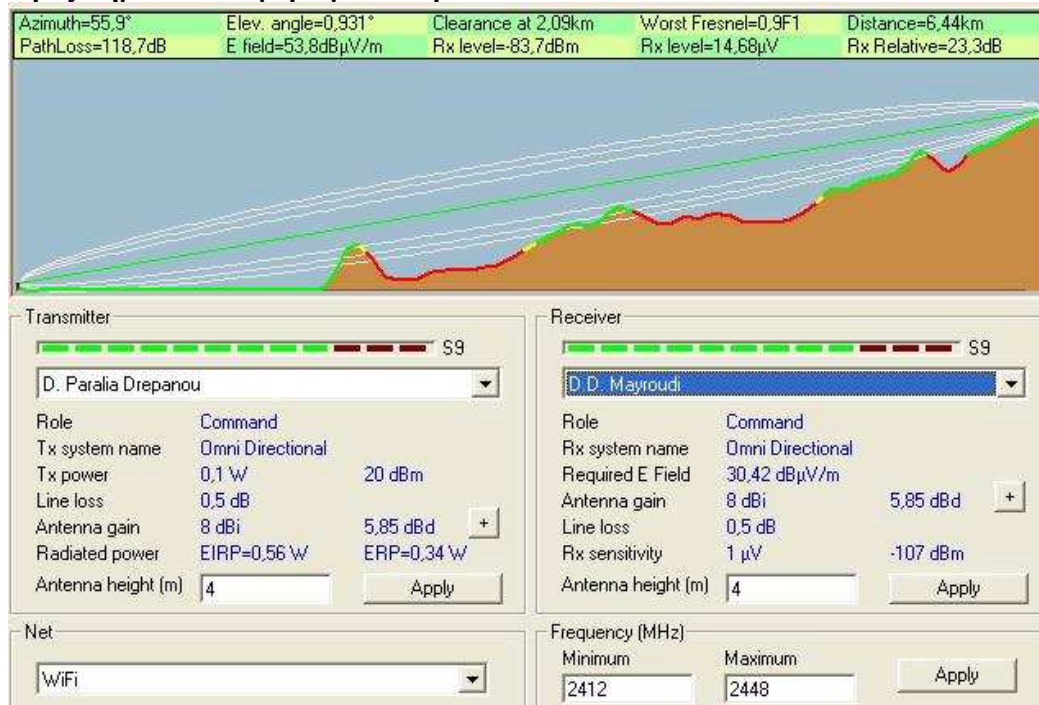 Azimuth=55,9° Elev. angle=0,931° Clearance at 2,09km Worst Fresnel=0,9F1 Distance=6,44km
PathLoss=118,7dB E field=53,8dBµV/m Rx level=-83,7dBm Rx level=14,68µV Rx Relative=23,3dB
Transmitter
S9
D. Paralia Drepanou
Role Command
Tx system name Omni Directional
Tx power 0,1 W 20 dBm
Line loss 0,5 dB
Antenna gain 8 dBi 5,85 dBd +
Radiated power EIRP=0,56 W ERP=0,34 W
Antenna height (m) 4 Apply
Net
WiFi
Receiver
S9
D.D. Mayroudi
Role Command
Rx system name Omni Directional
Required E Field 30,42 dBµV/m
Antenna gain 8 dBi 5,85 dBd +
Line loss 0,5 dB
Rx sensitivity 1 µV -107 dBm
Antenna height (m) 4 Apply
Frequency (MHz)
Minimum Maximum
2412 2448 Apply